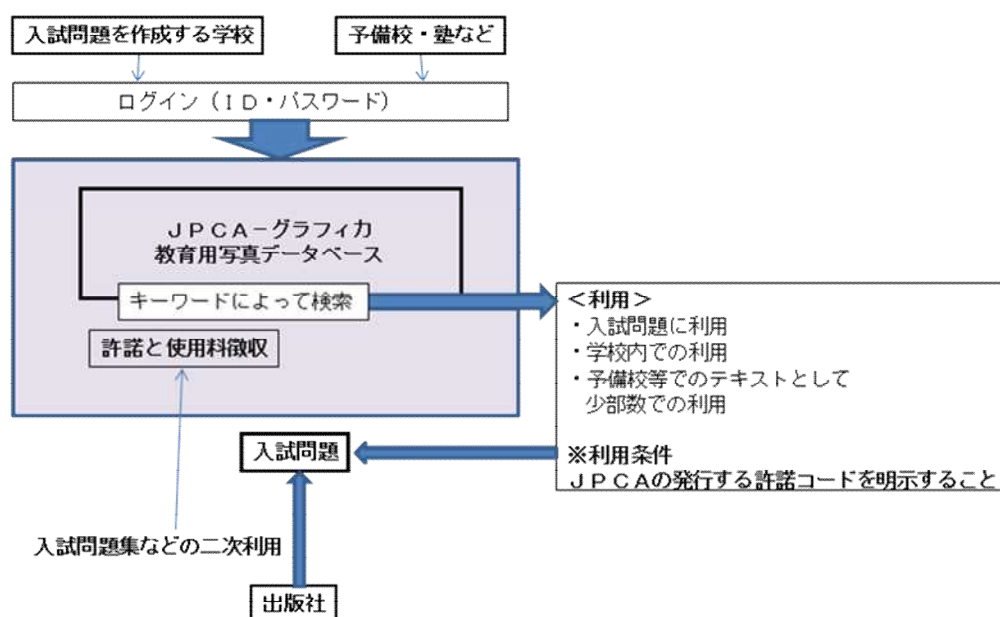 入試問題を作成する学校
予備校・塾など
ログイン（ＩＤ・パスワード）
ＪＰＣＡ－グラフィカ
教育用写真データベース
キーワードによって検索
許諾と使用料徴収
＜利用＞
・入試問題に利用
・学校内での利用
・予備校等でのテキストとして
少部数での利用
※利用条件
ＪＰＣＡの発行する許諾コードを明示すること
入試問題
入試問題集などの二次利用
出版社